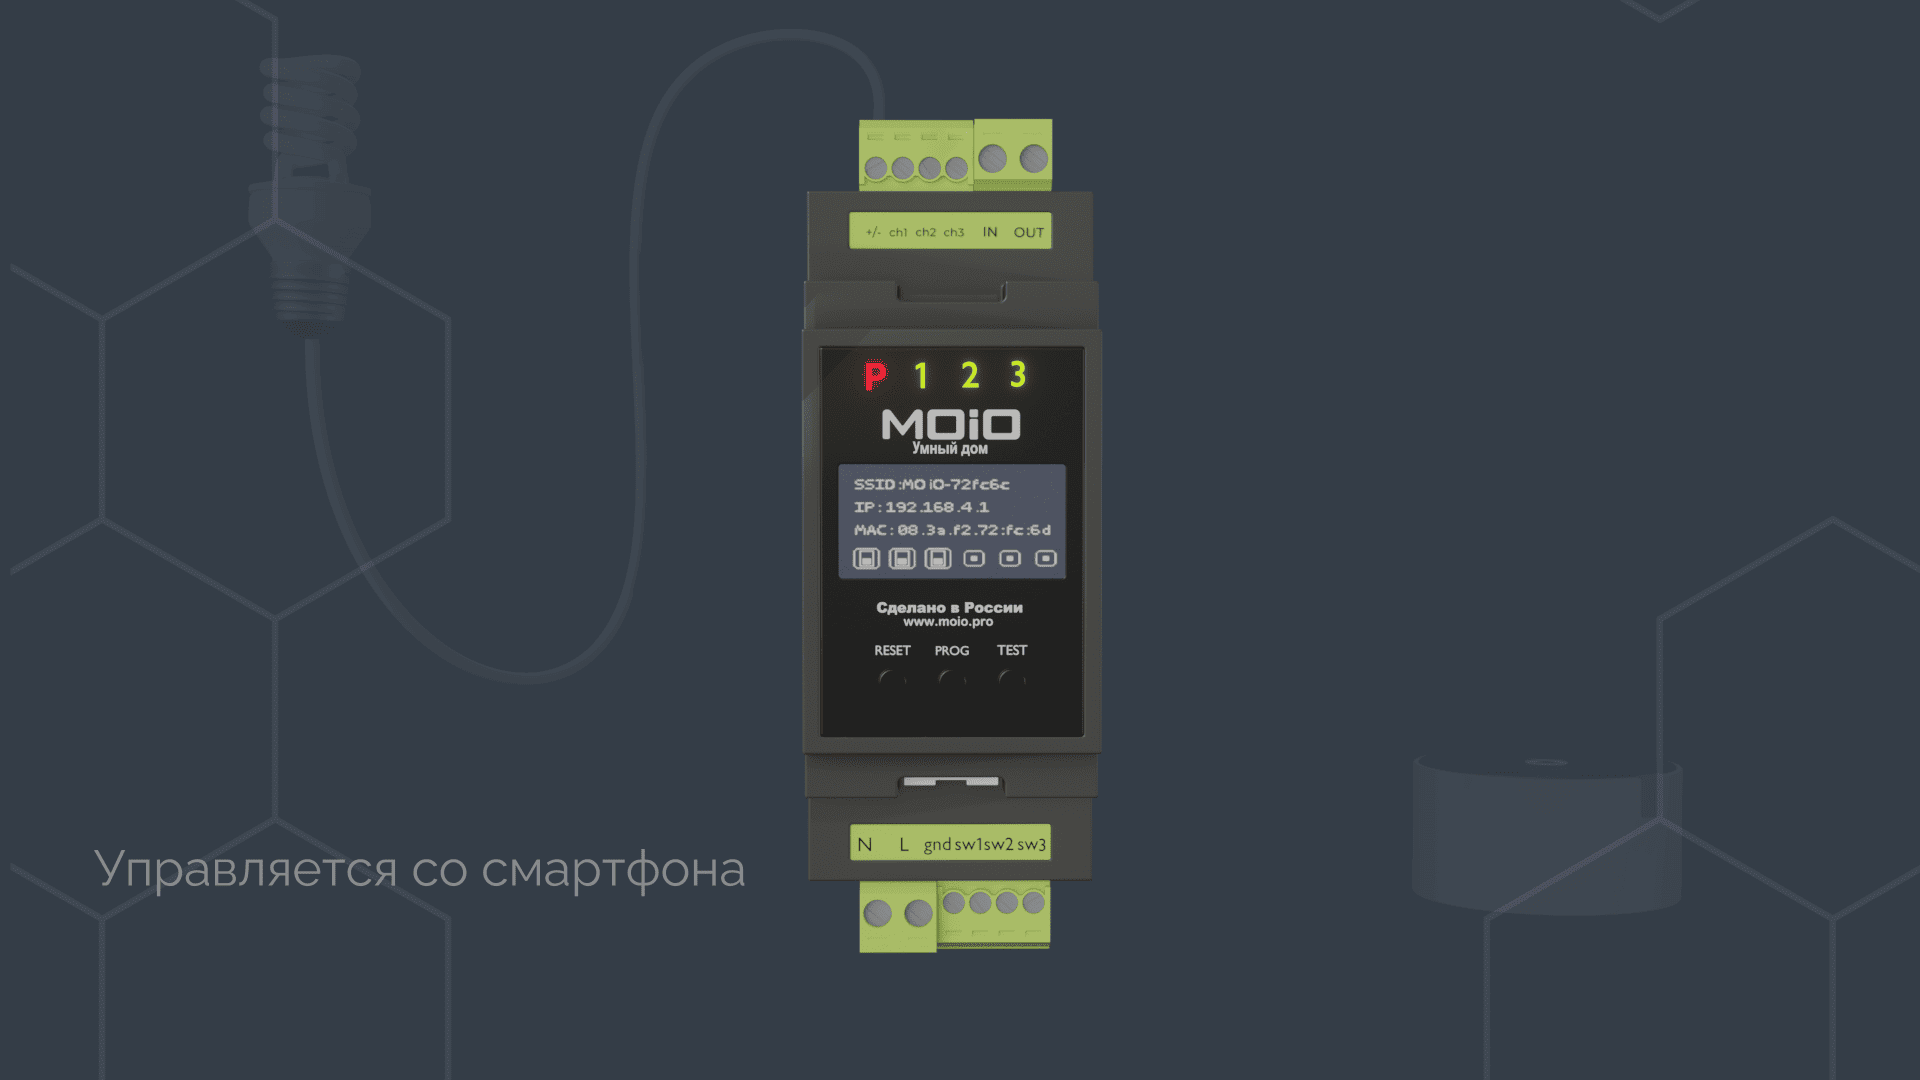 +/- ch1 ch2 ch3 IN OUT
P 1 2 3
MOiO
Умный дом
SSID:MOiO-72fc6c
IP:192.168.4.1
MAC:08.3a.f2.72:fc:6d
Сделано в России
www.moio.pro
RESET PROG TEST
N L gnd sw1 sw2 sw3
Управляется со смартфона